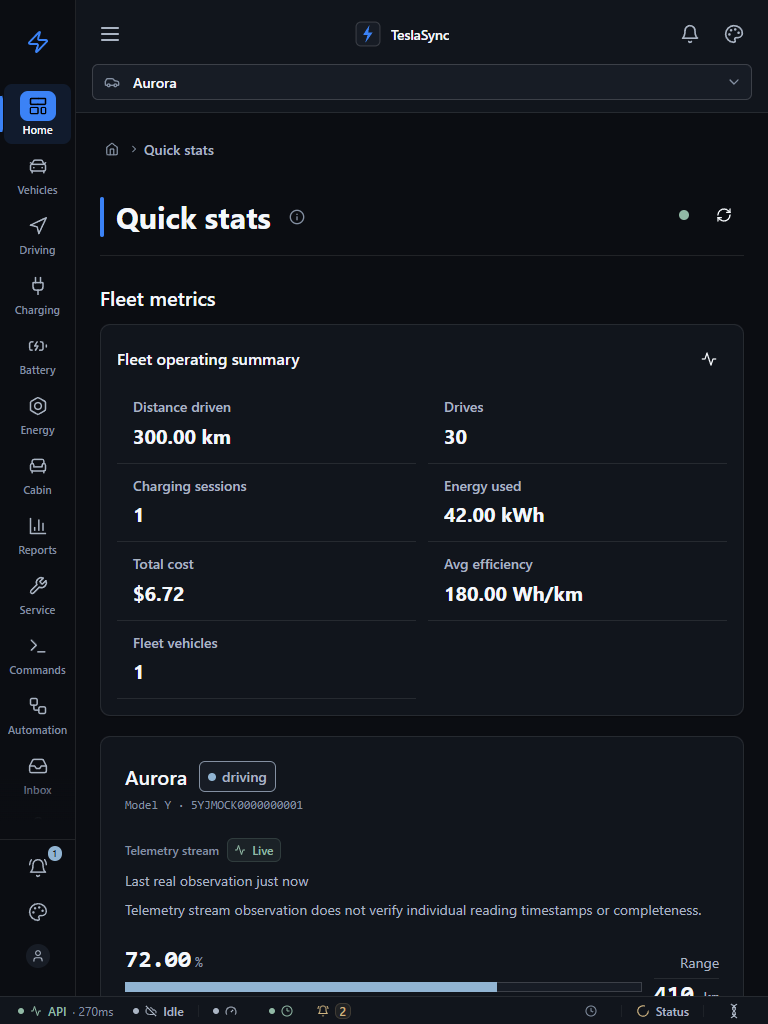 TeslaSync
Aurora
Home
Vehicles
Driving
Charging
Battery
Energy
Cabin
Reports
Service
Commands
Automation
Inbox
1
Quick stats
Quick stats
Fleet metrics
Fleet operating summary
Distance driven
300.00 km
Drives
30
Charging sessions
1
Energy used
42.00 kWh
Total cost
$6.72
Avg efficiency
180.00 Wh/km
Fleet vehicles
1
Aurora
driving
Model Y · 5YJMOCK0000000001
Telemetry stream
Live
Last real observation just now
Telemetry stream observation does not verify individual reading timestamps or completeness.
72.00 %
Range
410 km
API · 270ms
Idle
2
Status